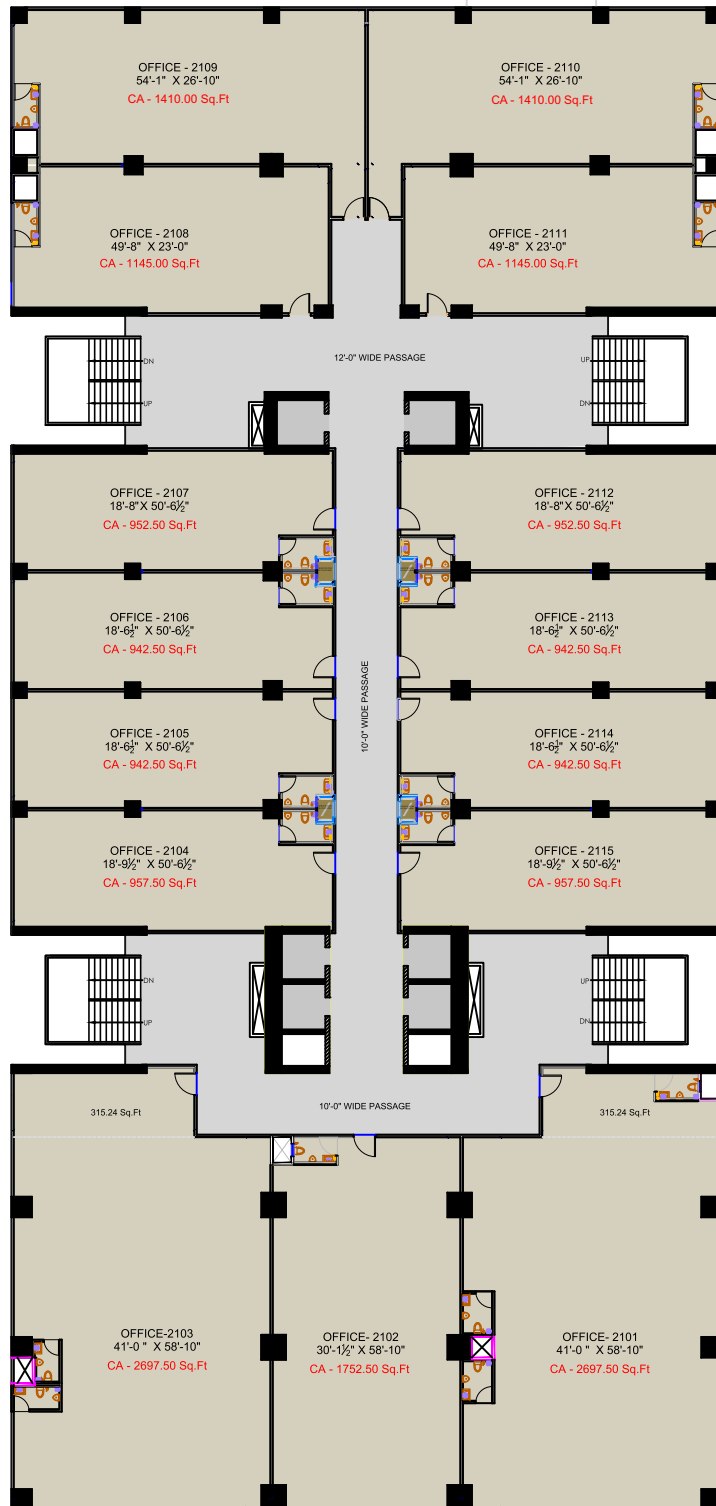 OFFICE - 2109
54'-1" X 26'-10"
CA - 1410.00 Sq.Ft
OFFICE - 2110
54'-1" X 26'-10"
CA - 1410.00 Sq.Ft
OFFICE - 2108
49'-8" X 23'-0"
CA - 1145.00 Sq.Ft
OFFICE - 2111
49'-8" X 23'-0"
CA - 1145.00 Sq.Ft
12'-0" WIDE PASSAGE
DN
UP
UP
DN
OFFICE - 2107
18'-8" X 50'-6½"
CA - 952.50 Sq.Ft
OFFICE - 2112
18'-8" X 50'-6½"
CA - 952.50 Sq.Ft
OFFICE - 2106
18'-6½" X 50'-6½"
CA - 942.50 Sq.Ft
OFFICE - 2113
18'-6½" X 50'-6½"
CA - 942.50 Sq.Ft
10'-0" WIDE PASSAGE
OFFICE - 2105
18'-6½" X 50'-6½"
CA - 942.50 Sq.Ft
OFFICE - 2114
18'-6½" X 50'-6½"
CA - 942.50 Sq.Ft
OFFICE - 2104
18'-9½" X 50'-6½"
CA - 957.50 Sq.Ft
OFFICE - 2115
18'-9½" X 50'-6½"
CA - 957.50 Sq.Ft
DN
UP
UP
DN
315.24 Sq.Ft
10'-0" WIDE PASSAGE
315.24 Sq.Ft
OFFICE-2103
41'-0 " X 58'-10"
CA - 2697.50 Sq.Ft
OFFICE- 2102
30'-1½" X 58'-10"
CA - 1752.50 Sq.Ft
OFFICE- 2101
41'-0 " X 58'-10"
CA - 2697.50 Sq.Ft